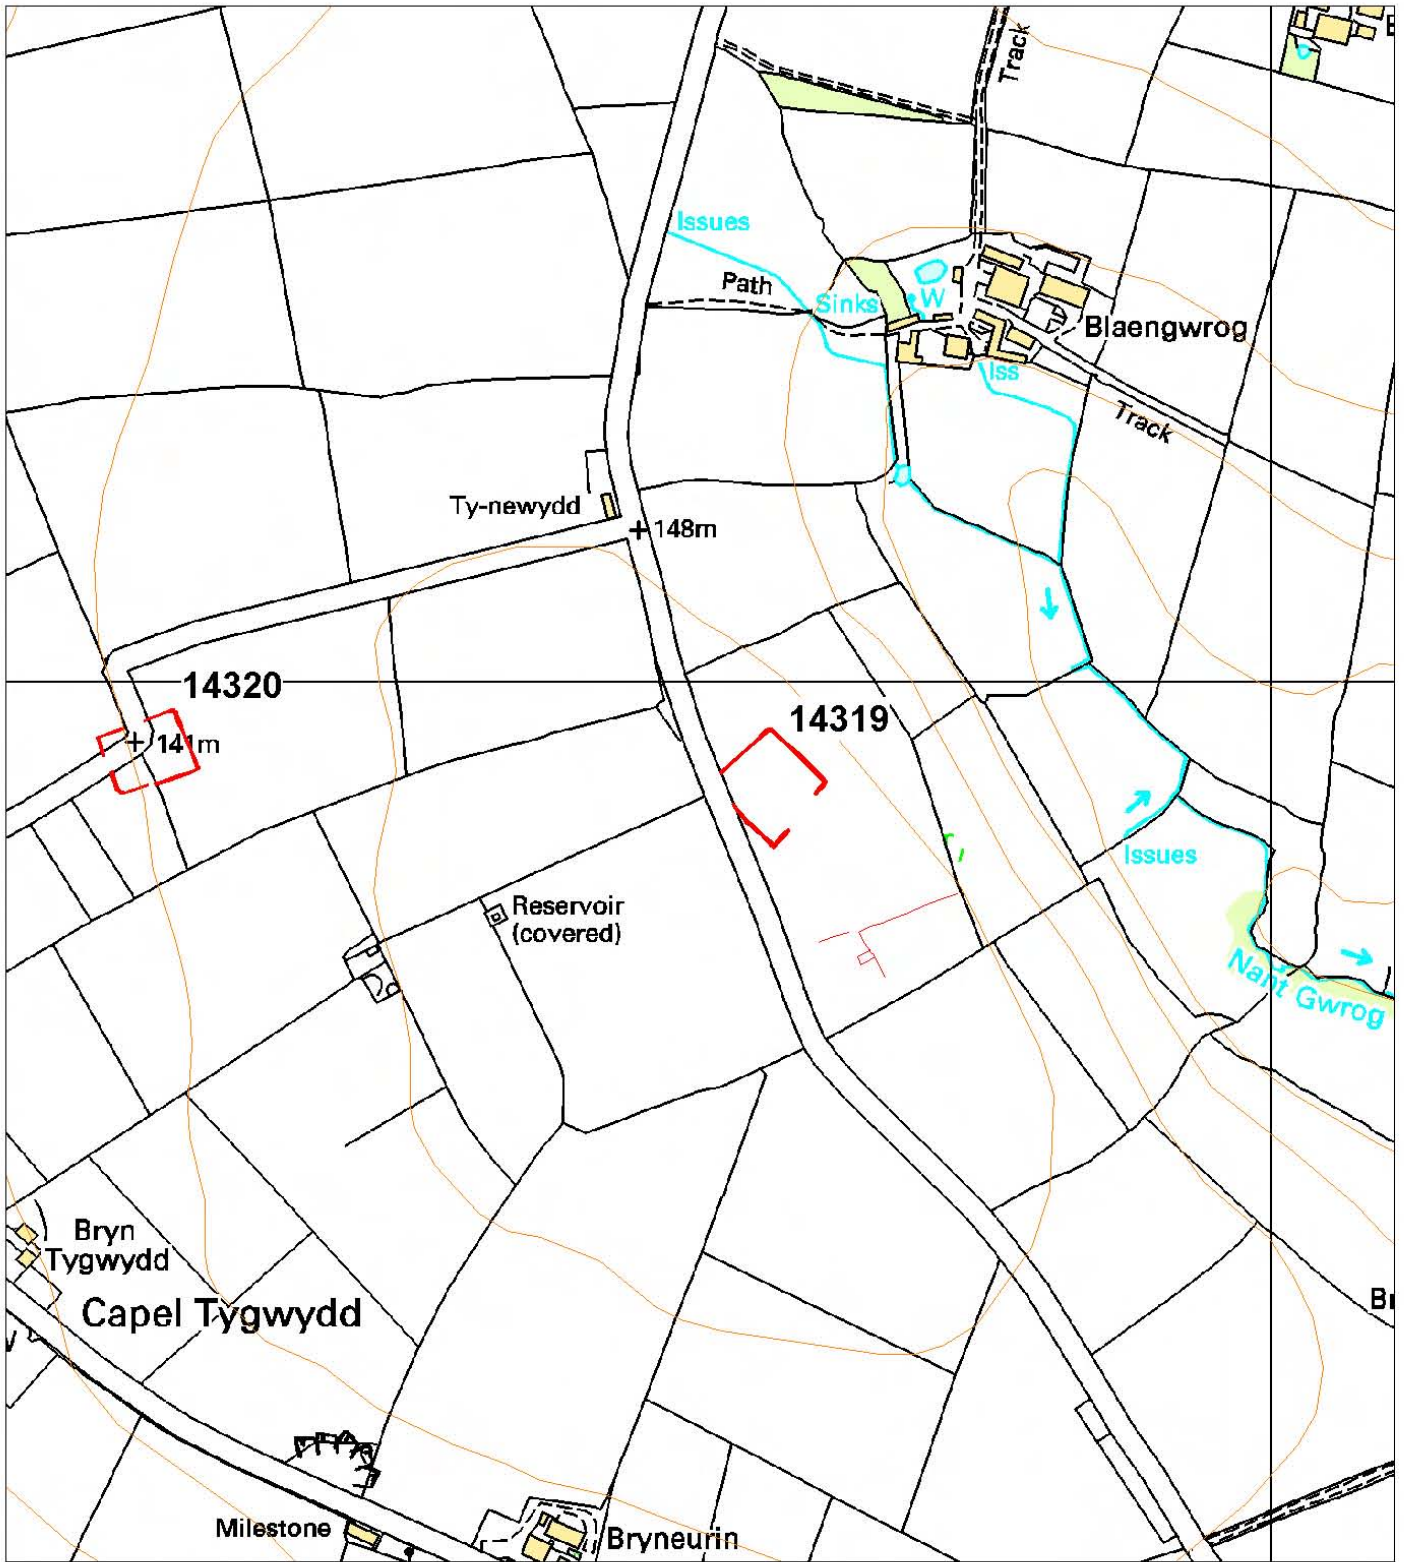 Track
Issues
Path
Sinks
W
Blaengwrog
Iss
Track
Ty-newydd
148m
14320
14319
141m
Issues
Reservoir
(covered)
Nant Gwrog
Bryn
Tygwydd
Capel Tygwydd
Milestone
Bryneurin